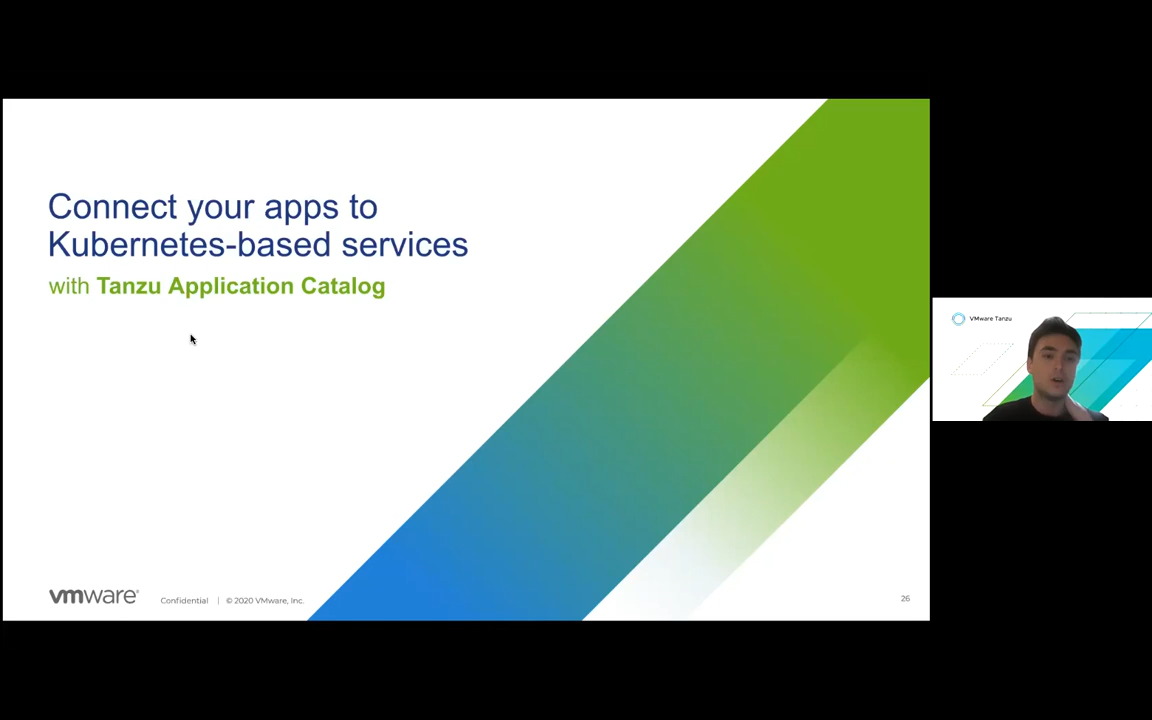 Connect your apps to
Kubernetes-based services
with Tanzu Application Catalog
vmware®
Confidential | © 2020 VMware, Inc.
26
VMware Tanzu